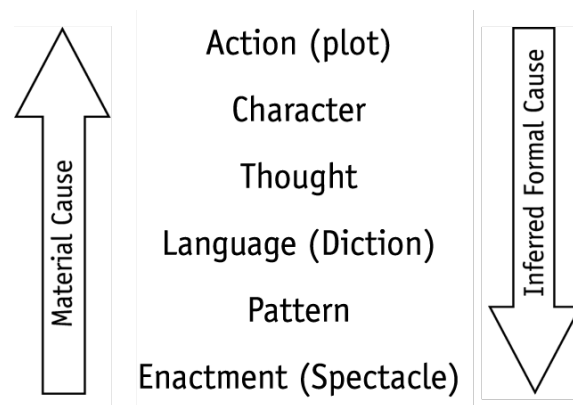 Action (plot)
Character
Thought
Language (Diction)
Pattern
Enactment (Spectacle)
Material Cause
Inferred Formal Cause